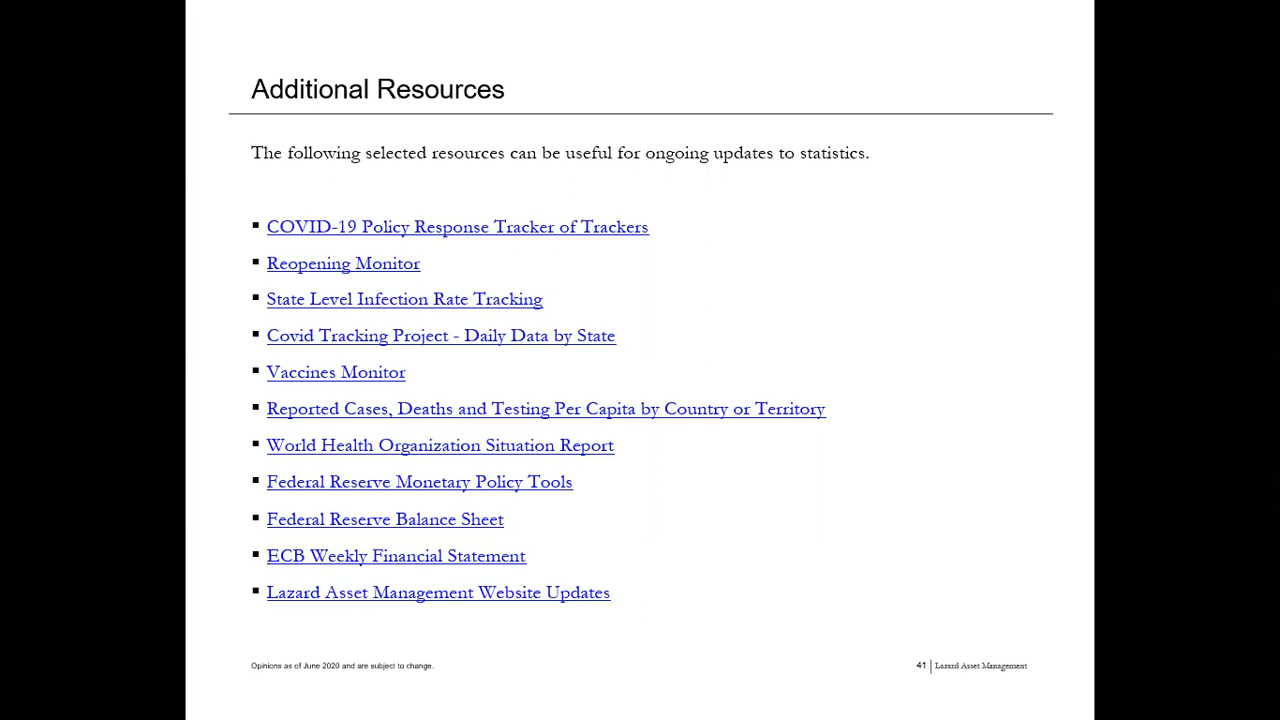 Additional Resources
The following selected resources can be useful for ongoing updates to statistics.
▪ COVID-19 Policy Response Tracker of Trackers
▪ Reopening Monitor
▪ State Level Infection Rate Tracking
▪ Covid Tracking Project - Daily Data by State
▪ Vaccines Monitor
▪ Reported Cases, Deaths and Testing Per Capita by Country or Territory
▪ World Health Organization Situation Report
▪ Federal Reserve Monetary Policy Tools
▪ Federal Reserve Balance Sheet
▪ ECB Weekly Financial Statement
▪ Lazard Asset Management Website Updates
Opinions as of June 2020 and are subject to change.
41 | Lazard Asset Management